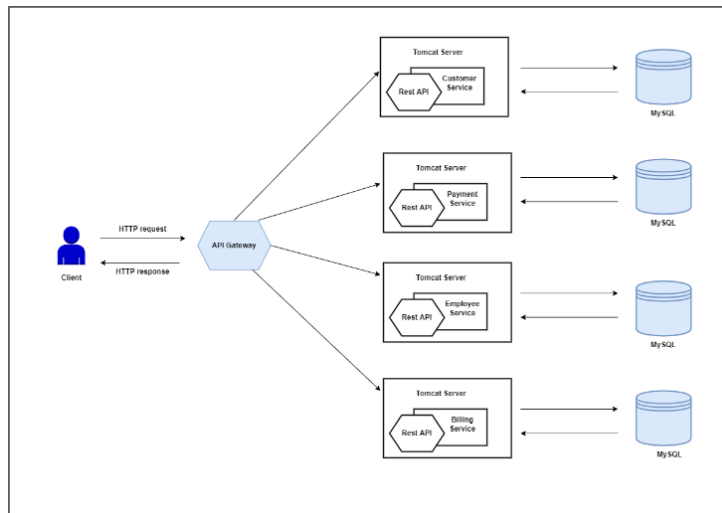 Tomcat Server
Customer
Service
Rest API
MySQL
Tomcat Server
Payment
Service
Rest API
MySQL
HTTP request
API Gateway
HTTP response
Client
Tomcat Server
Employee
Service
Rest API
MySQL
Tomcat Server
Billing
Service
Rest API
MySQL